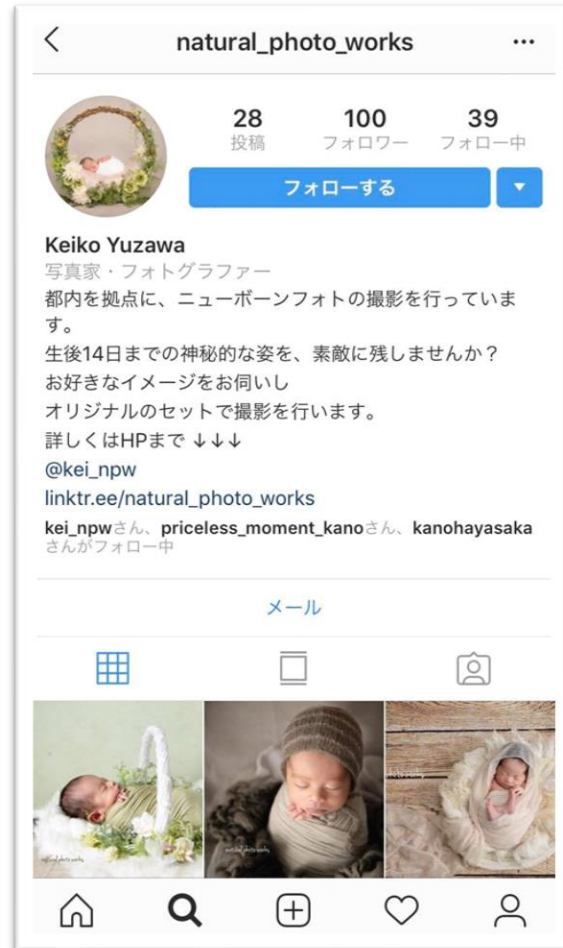 natural_photo_works
28 100 39
投稿 フォロワー フォロー中
フォローする
Keiko Yuzawa
写真家・フォトグラファー
都内を拠点に、ニューボーンフォトの撮影を行っていま
す。
生後14日までの神秘的な姿を、素敵に残しませんか？
お好きなイメージをお伺いし
オリジナルのセットで撮影を行います。
詳しくはHPまで ↓↓↓
@kei_npw
linktr.ee/natural_photo_works
kei_npwさん、priceless_moment_kanoさん、kanohayasaka
さんがフォロー中
メール
natural photo works